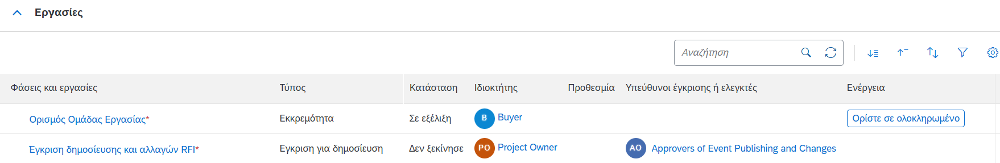 Εργασίες
Αναζήτηση
Φάσεις και εργασίες Τύπος Κατάσταση Ιδιοκτήτης Προθεσμία Υπεύθυνοι έγκρισης ή ελεγκτές Ενέργεια
Ορισμός Ομάδας Εργασίας* Εκκρεμότητα Σε εξέλιξη B Buyer Ορίστε σε ολοκληρωμένο
Έγκριση δημοσίευσης και αλλαγών RFI* Εγκριση για δημοσίευση Δεν ξεκίνησε PO Project Owner AO Approvers of Event Publishing and Changes